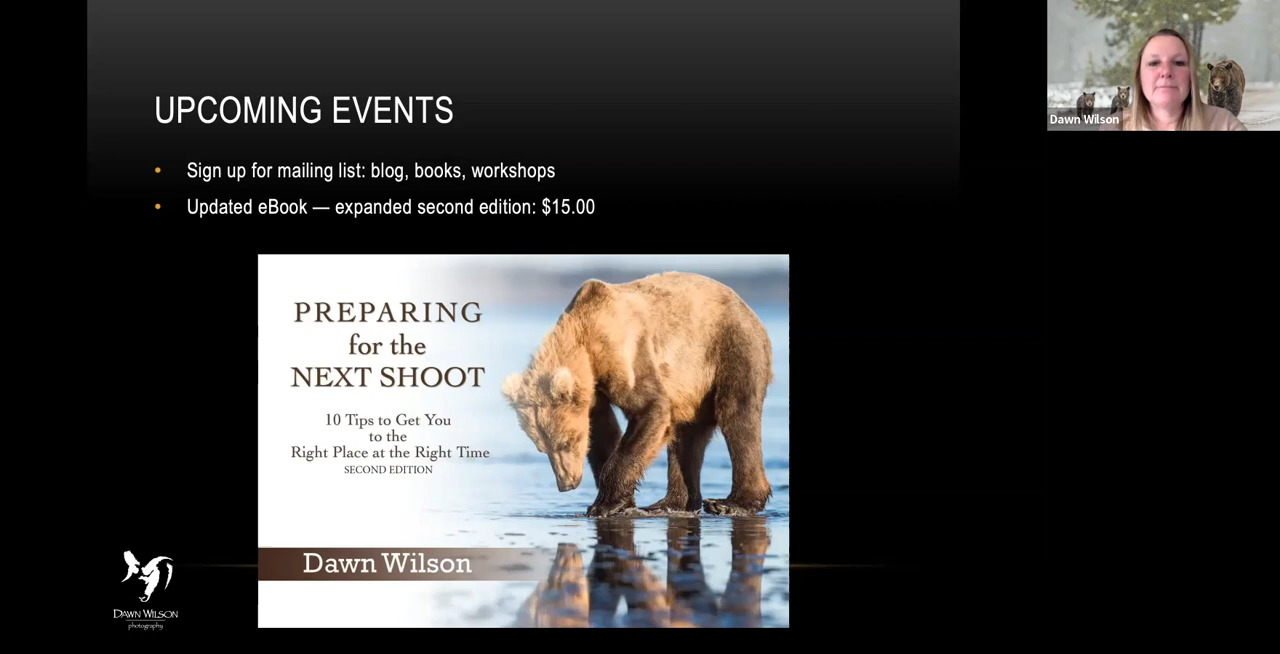 UPCOMING EVENTS
• Sign up for mailing list: blog, books, workshops
• Updated eBook — expanded second edition: $15.00
PREPARING
for the
NEXT SHOOT
10 Tips to Get You
to the
Right Place at the Right Time
SECOND EDITION
Dawn Wilson
DAWN WILSON
photography
Dawn Wilson